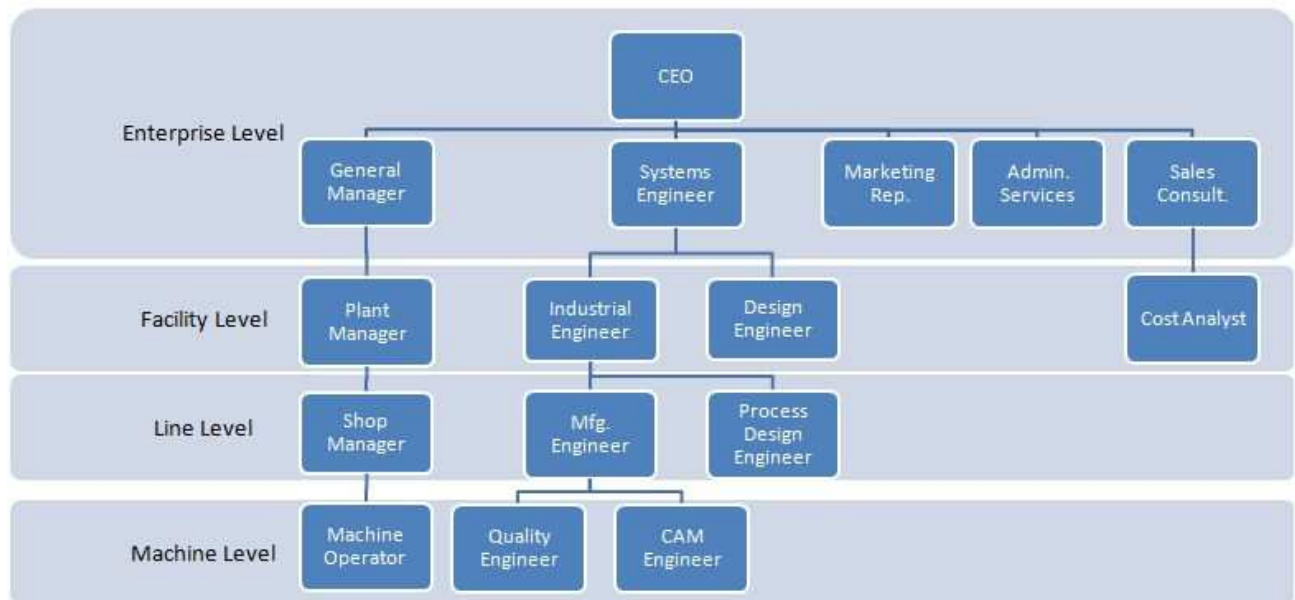 CEO
Enterprise Level
General
Manager
Systems
Engineer
Marketing
Rep.
Admin.
Services
Sales
Consult.
Facility Level
Plant
Manager
Industrial
Engineer
Design
Engineer
Cost Analyst
Line Level
Shop
Manager
Mfg.
Engineer
Process
Design
Engineer
Machine Level
Machine
Operator
Quality
Engineer
CAM
Engineer